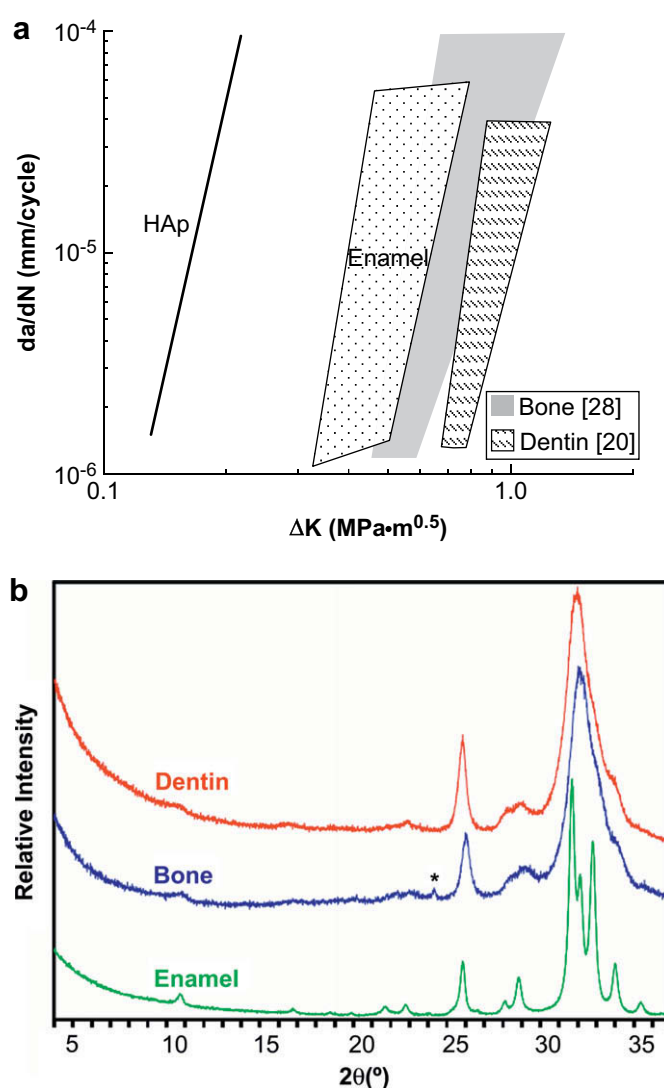 a
10⁻⁴
10⁻⁵
10⁻⁶
da/dN (mm/cycle)
HAp
Enamel
Bone [28]
Dentin [20]
0.1
1.0
ΔK (MPa•m⁰·⁵)
b
Relative Intensity
Dentin
Bone
*
Enamel
5 10 15 20 25 30 35
2θ(º)